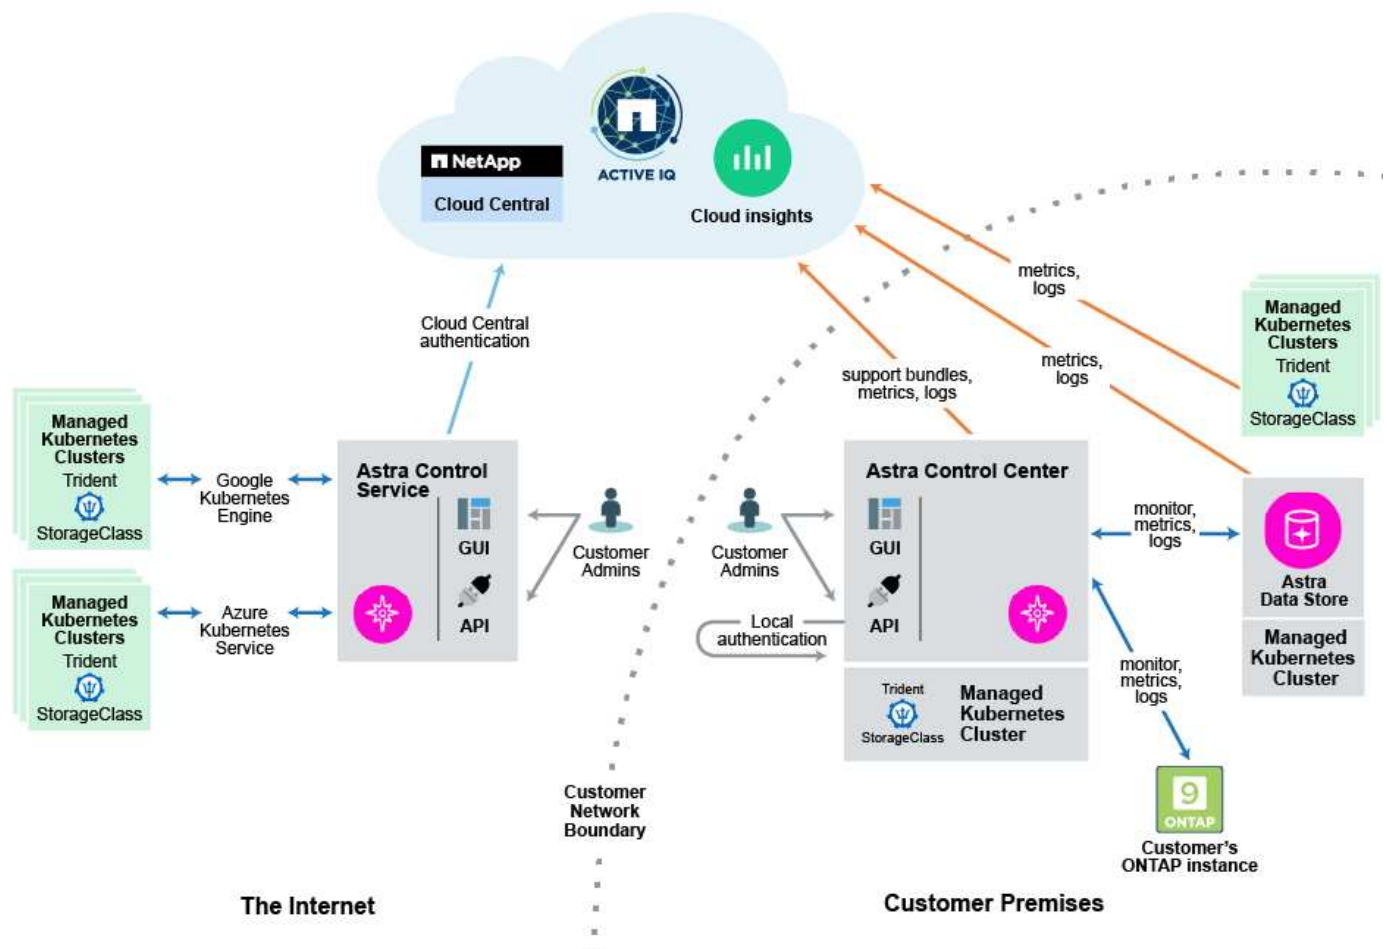 NetApp
Cloud Central
ACTIVE IQ
Cloud insights
Cloud Central
authentication
metrics,
logs
metrics,
logs
support bundles,
metrics, logs
Managed
Kubernetes
Clusters
Trident
StorageClass
Managed
Kubernetes
Clusters
Trident
StorageClass
Google
Kubernetes
Engine
Managed
Kubernetes
Clusters
Trident
StorageClass
Azure
Kubernetes
Service
Astra Control
Service
GUI
API
Customer
Admins
Customer
Admins
Local
authentication
Astra Control Center
GUI
API
Trident
StorageClass
Managed
Kubernetes
Cluster
monitor,
metrics,
logs
Astra
Data Store
Managed
Kubernetes
Cluster
monitor,
metrics,
logs
9
ONTAP
Customer's
ONTAP instance
Customer
Network
Boundary
The Internet
Customer Premises